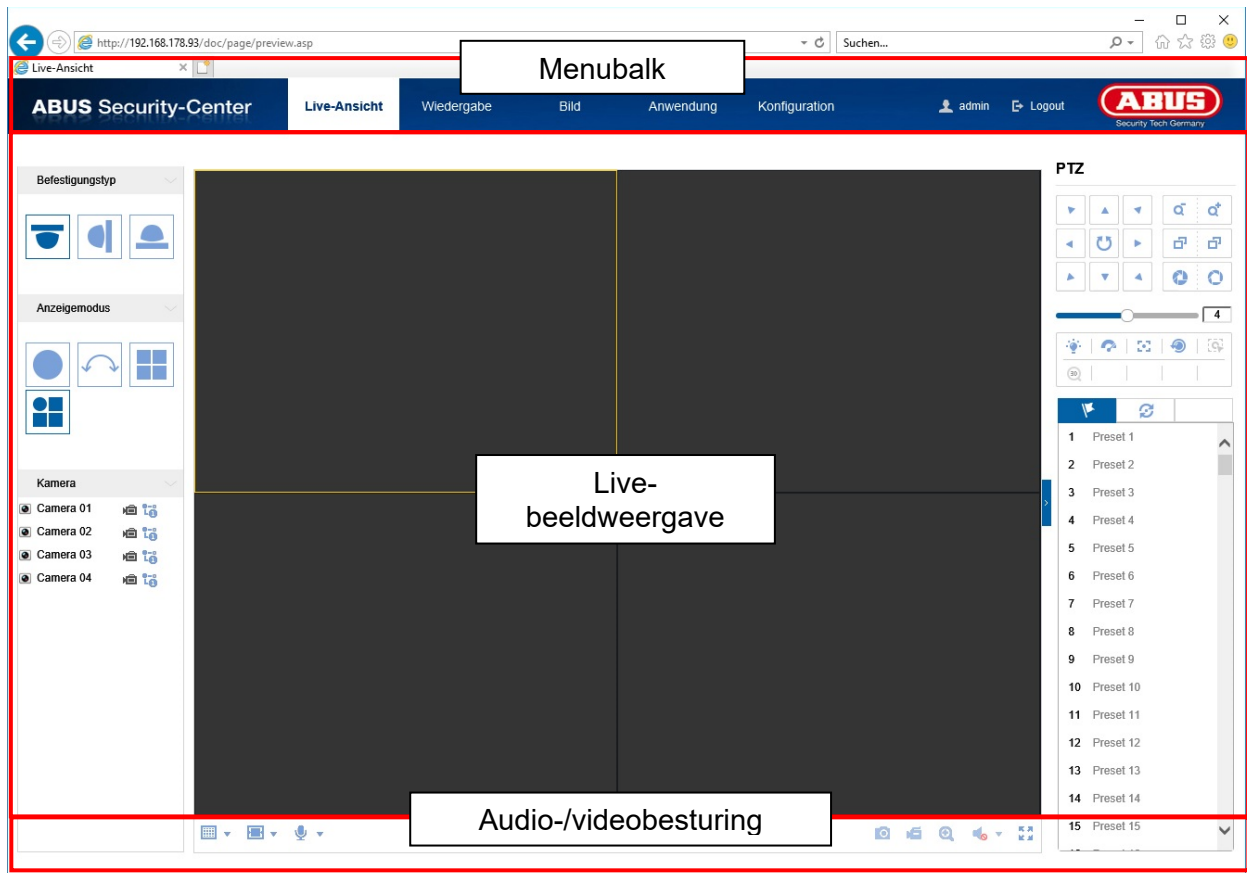 http://192.168.178.93/doc/page/preview.asp
Suchen...
Live-Ansicht
Menubalk
ABUS Security-Center
Live-Ansicht
Wiedergabe
Bild
Anwendung
Konfiguration
admin
Logout
ABUS
Security Tech Germany
Befestigungstyp
Anzeigemodus
Kamera
Camera 01
Camera 02
Camera 03
Camera 04
Live-
beeldweergave
Audio-/videobesturing
PTZ
4
3D
1 Preset 1
2 Preset 2
3 Preset 3
4 Preset 4
5 Preset 5
6 Preset 6
7 Preset 7
8 Preset 8
9 Preset 9
10 Preset 10
11 Preset 11
12 Preset 12
13 Preset 13
14 Preset 14
15 Preset 15